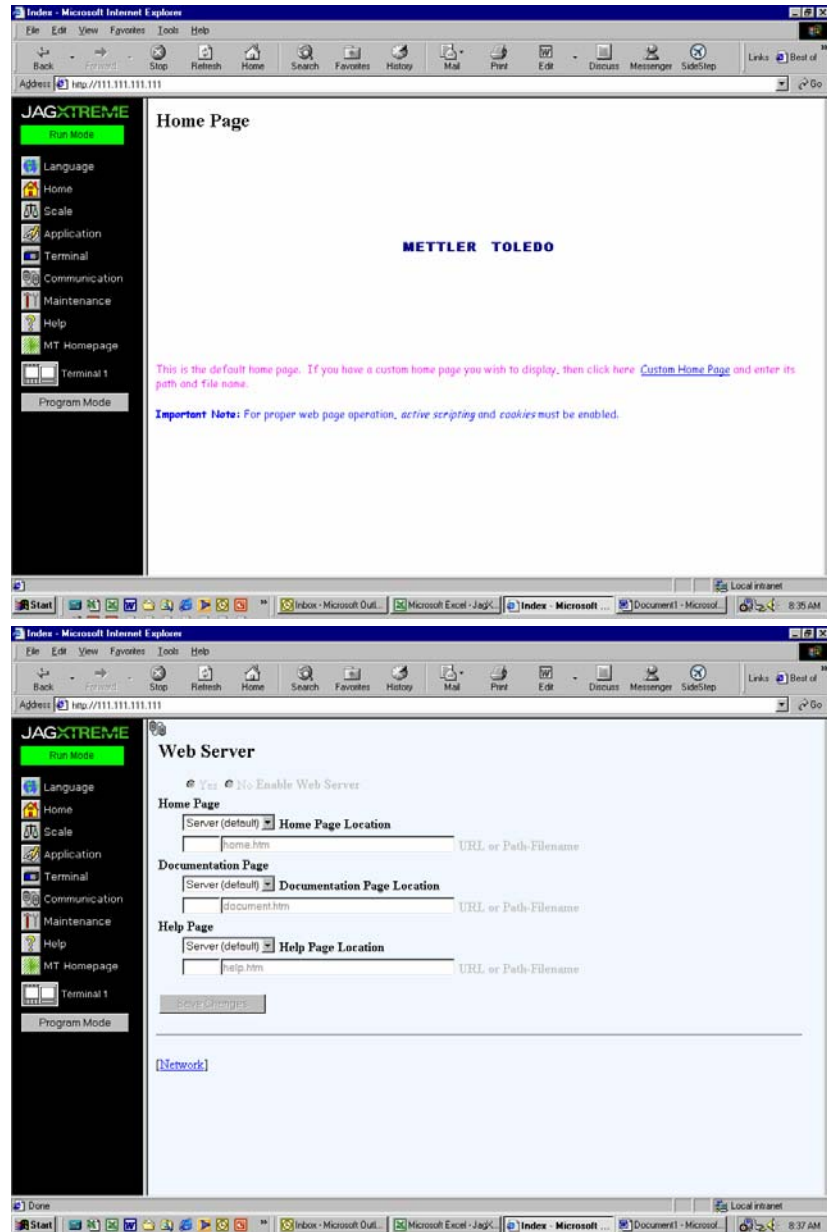 Index - Microsoft Internet Explorer
File Edit View Favorites Tools Help
Back Forward Stop Refresh Home Search Favorites History Mail Print Edit Discuss Messenger SideStep Links Best of
Address http://111.111.111.111 Go
JAGXTREME
Run Mode
Language
Home
Scale
Application
Terminal
Communication
Maintenance
Help
MT Homepage
Terminal 1
Program Mode
Home Page
METTLER TOLEDO
This is the default home page. If you have a custom home page you wish to display, then click here Custom Home Page and enter its
path and file name.
Important Note: For proper web page operation, active scripting and cookies must be enabled.
Local intranet
Start Inbox - Microsoft Outl... Microsoft Excel - JagX... Index - Microsoft ... Document1 - Microsof... 8:35 AM
Index - Microsoft Internet Explorer
File Edit View Favorites Tools Help
Back Forward Stop Refresh Home Search Favorites History Mail Print Edit Discuss Messenger SideStep Links Best of
Address http://111.111.111.111 Go
JAGXTREME
Run Mode
Language
Home
Scale
Application
Terminal
Communication
Maintenance
Help
MT Homepage
Terminal 1
Program Mode
Web Server
Yes No Enable Web Server
Home Page
Server (default) Home Page Location
home.htm URL or Path-Filename
Documentation Page
Server (default) Documentation Page Location
document.htm URL or Path-Filename
Help Page
Server (default) Help Page Location
help.htm URL or Path-Filename
Save Changes
[Network]
Done Local intranet
Start Inbox - Microsoft Outl... Microsoft Excel - JagX... Index - Microsoft ... Document1 - Microsof... 8:37 AM